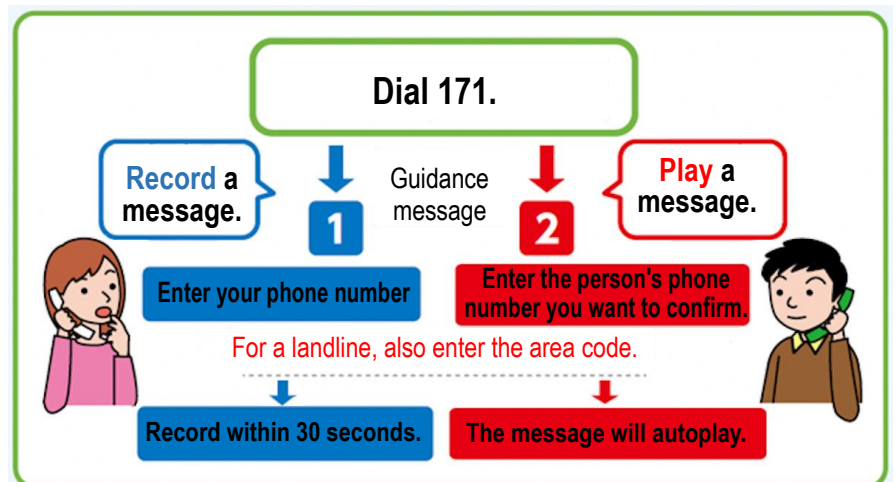 Dial 171.
Record a
message.
Guidance
message
Play a
message.
1
2
Enter your phone number
Enter the person's phone
number you want to confirm.
For a landline, also enter the area code.
Record within 30 seconds.
The message will autoplay.